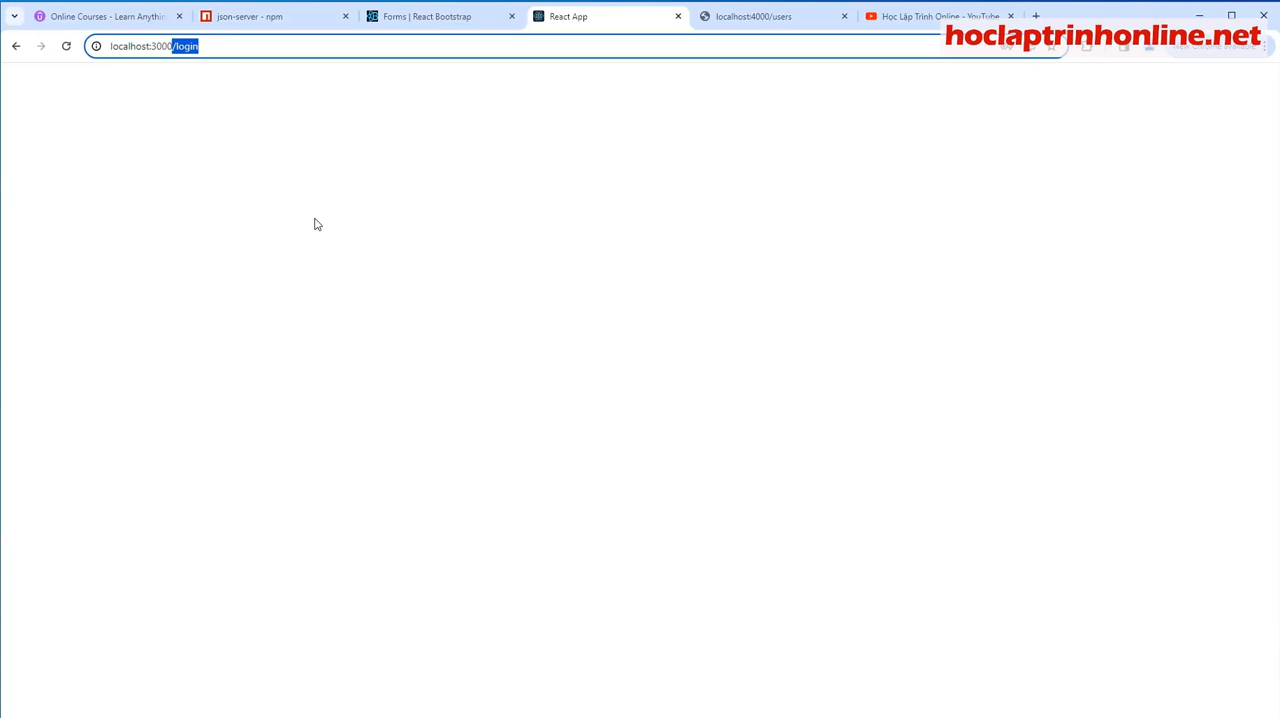 Online Courses - Learn Anythin
json-server - npm
Forms | React Bootstrap
React App
localhost:4000/users
Học Lập Trình Online - YouTube
localhost:3000/login
hoclaptrinhonline.net